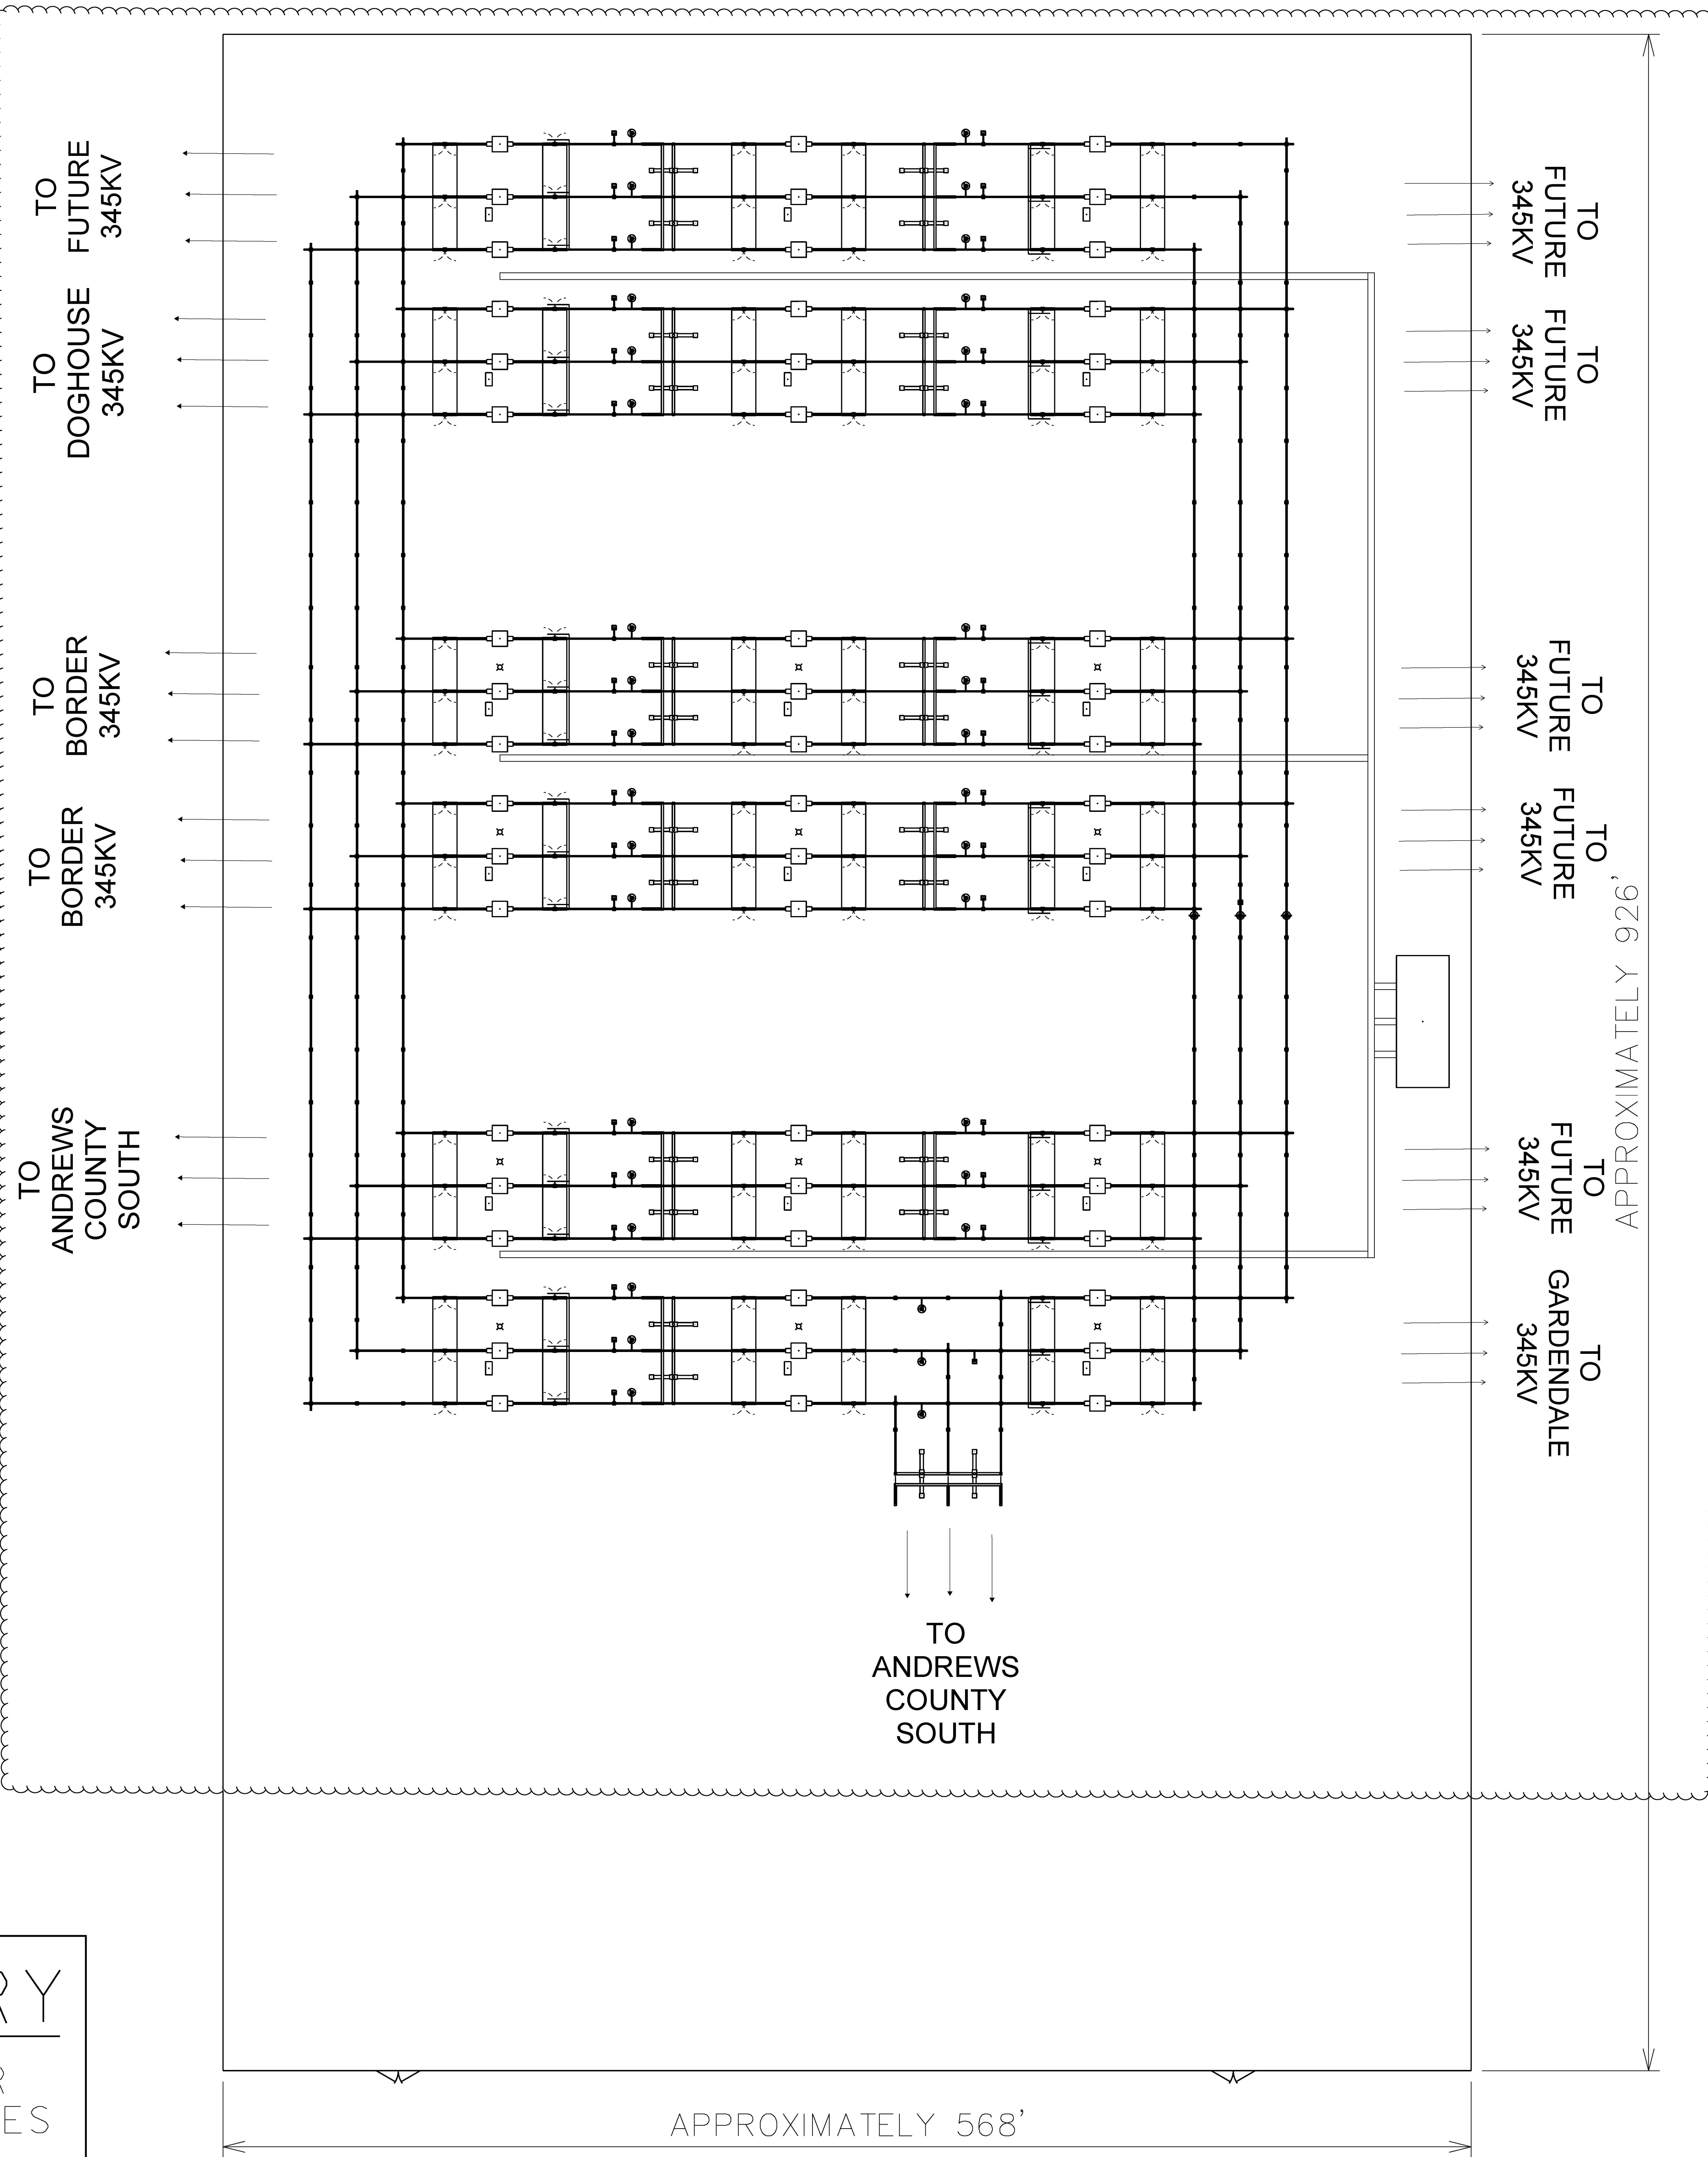 TO
FUTURE
345KV
TO
DOGHOUSE
345KV
TO
BORDER
345KV
TO
BORDER
345KV
TO
ANDREWS
COUNTY
SOUTH
TO
FUTURE
345KV
TO
FUTURE
345KV
TO
FUTURE
345KV
TO
FUTURE
345KV
TO
FUTURE
345KV
TO
GARDENDALE
345KV
APPROXIMATELY 926'
TO
ANDREWS
COUNTY
SOUTH
RY
R
ES
APPROXIMATELY 568'